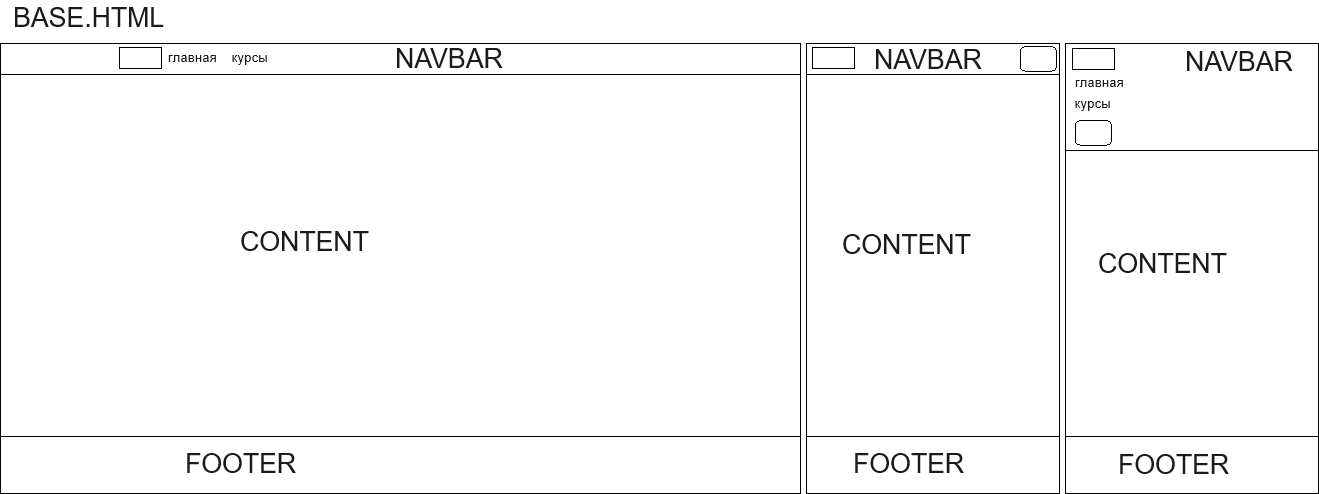 BASE.HTML
главная курсы NAVBAR
CONTENT
FOOTER
NAVBAR
CONTENT
FOOTER
NAVBAR
главная
курсы
CONTENT
FOOTER